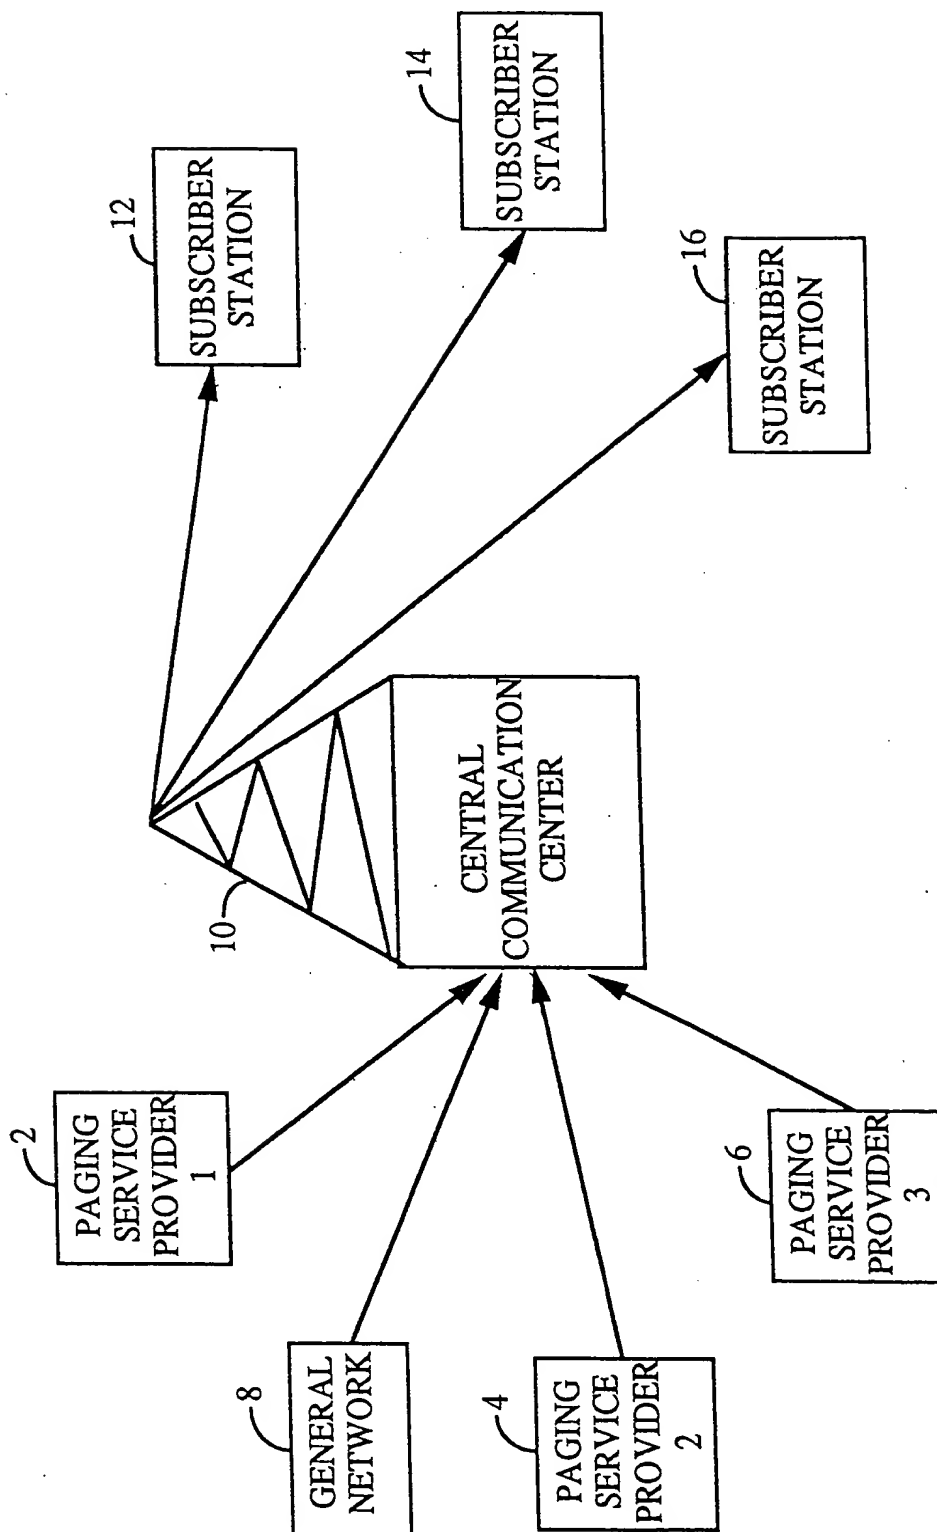 2
PAGING
SERVICE
PROVIDER
1
8
GENERAL
NETWORK
4
PAGING
SERVICE
PROVIDER
2
6
PAGING
SERVICE
PROVIDER
3
10
CENTRAL
COMMUNICATION
CENTER
12
SUBSCRIBER
STATION
14
SUBSCRIBER
STATION
16
SUBSCRIBER
STATION